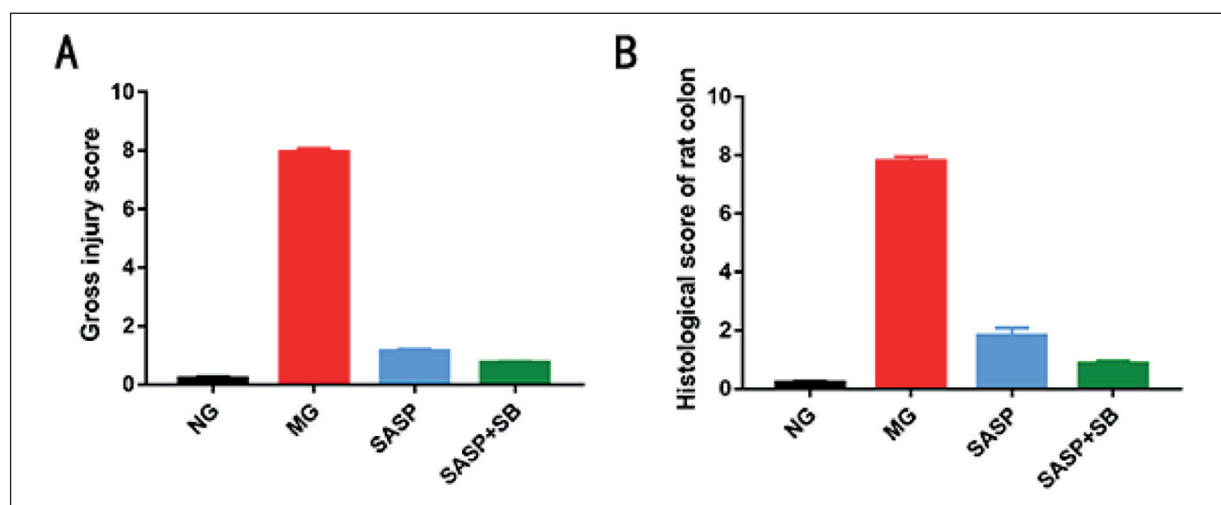 A
Gross injury score
10
8
6
4
2
0
NG
MG
SASP
SASP+SB
B
Histological score of rat colon
10
8
6
4
2
0
NG
MG
SASP
SASP+SB